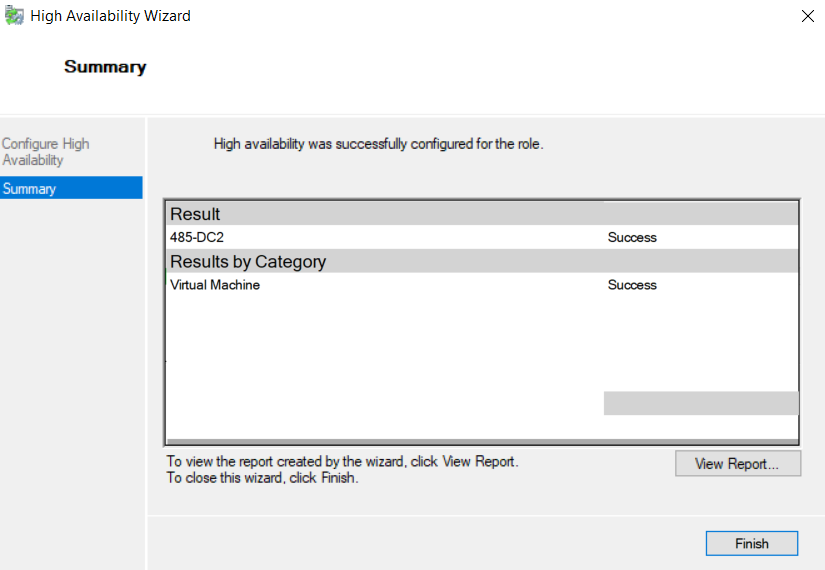 High Availability Wizard
Summary
Configure High
Availability
Summary
High availability was successfully configured for the role.
Result
485-DC2 Success
Results by Category
Virtual Machine Success
To view the report created by the wizard, click View Report.
To close this wizard, click Finish.
View Report...
Finish